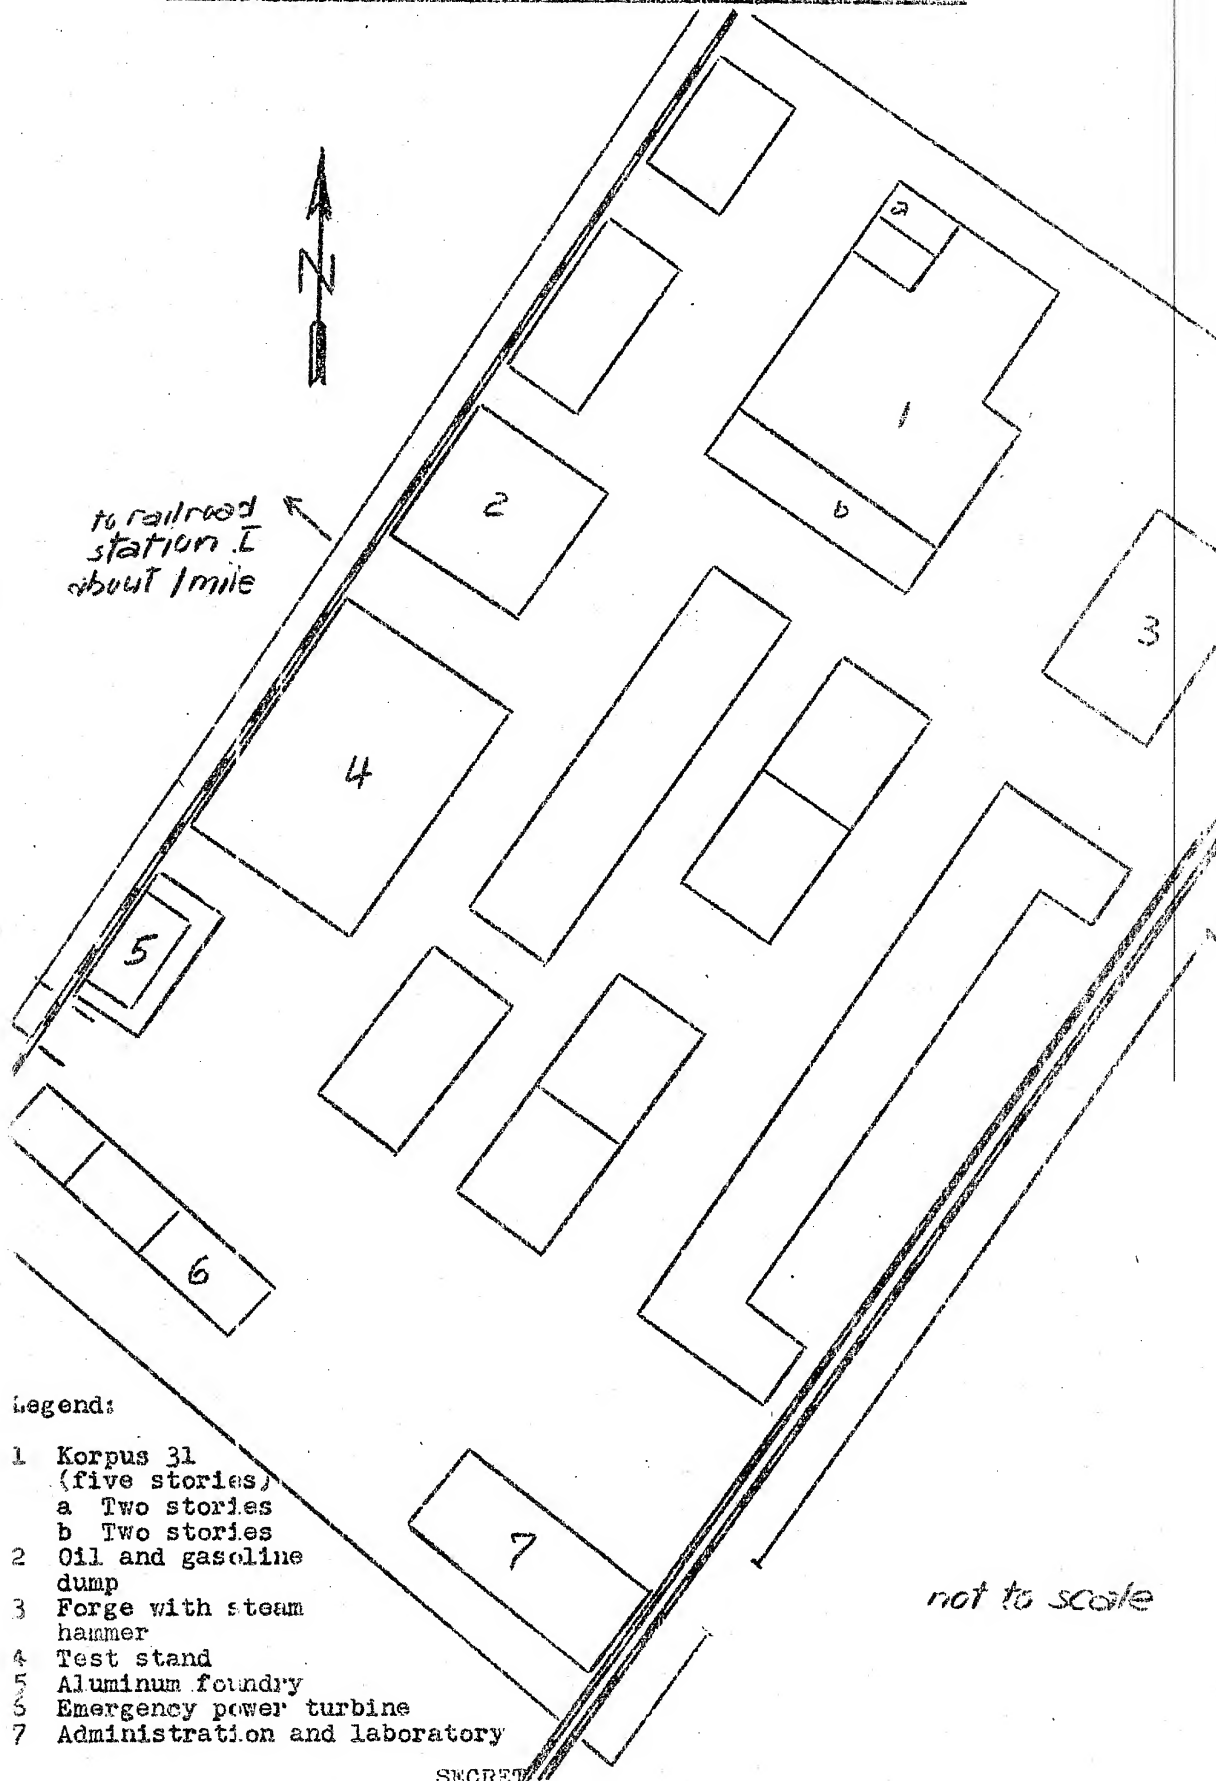 N
a
1
b
2
to railroad
station I
about 1 mile
3
4
5
6
7
not to scale
Legend:
1 Korpus 31
(five stories)
a Two stories
b Two stories
2 Oil and gasoline
dump
3 Forge with steam
hammer
4 Test stand
5 Aluminum foundry
6 Emergency power turbine
7 Administration and laboratory
SECRET